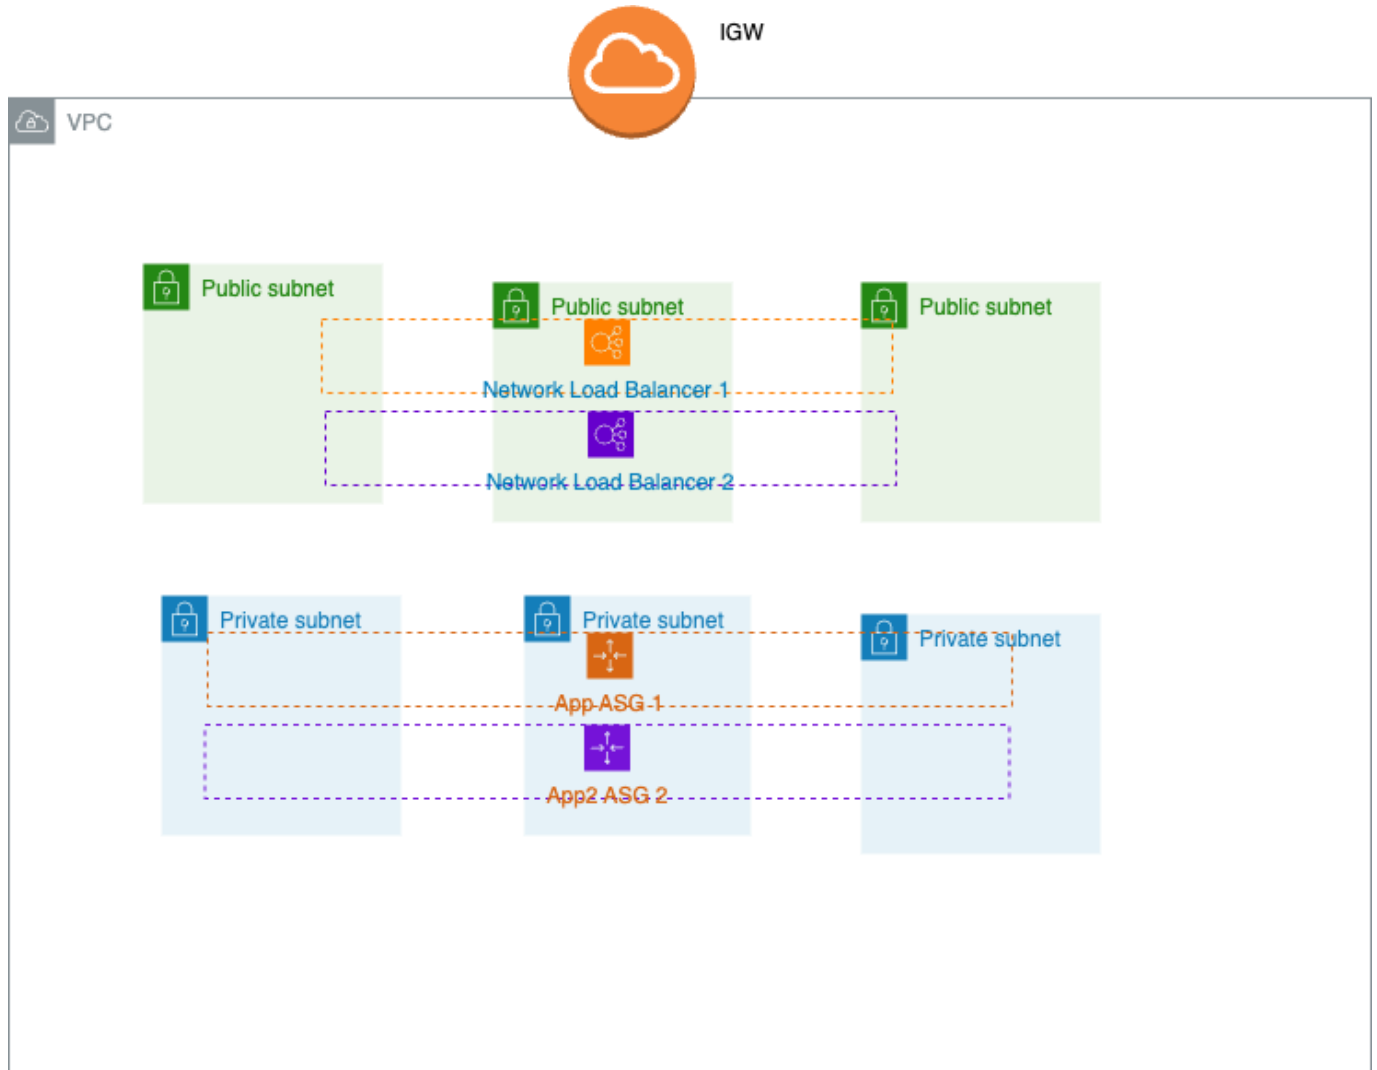 IGW
VPC
Public subnet
Public subnet
Public subnet
Network Load Balancer 1
Network Load Balancer 2
Private subnet
Private subnet
Private subnet
App ASG 1
App2 ASG 2